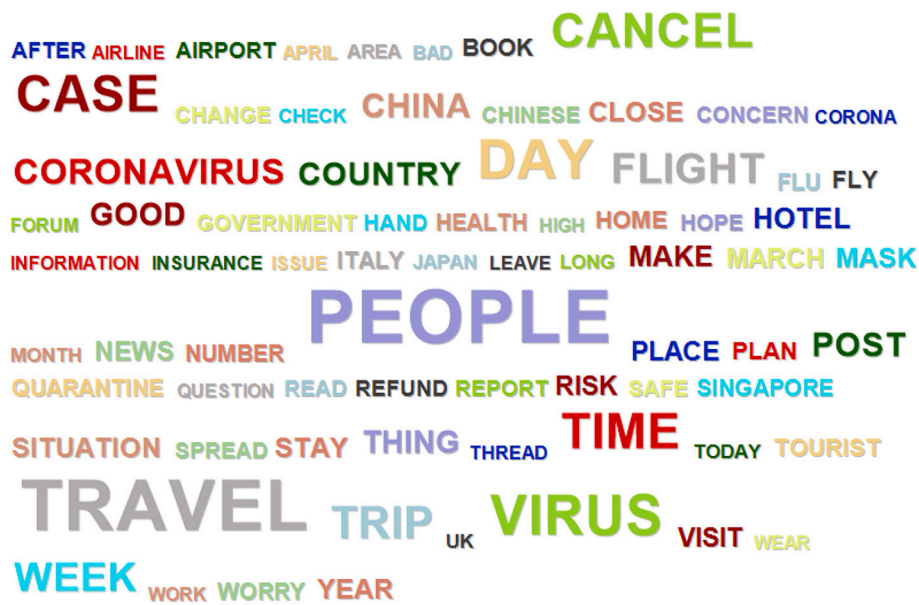 AFTER AIRLINE AIRPORT APRIL AREA BAD BOOK CANCEL
CASE CHANGE CHECK CHINA CHINESE CLOSE CONCERN CORONA
CORONAVIRUS COUNTRY DAY FLIGHT FLU FLY
FORUM GOOD GOVERNMENT HAND HEALTH HIGH HOME HOPE HOTEL
INFORMATION INSURANCE ISSUE ITALY JAPAN LEAVE LONG MAKE MARCH MASK
MONTH NEWS NUMBER PEOPLE PLACE PLAN POST
QUARANTINE QUESTION READ REFUND REPORT RISK SAFE SINGAPORE
SITUATION SPREAD STAY THING THREAD TIME TODAY TOURIST
TRAVEL TRIP UK VIRUS VISIT WEAR
WEEK WORK WORRY YEAR